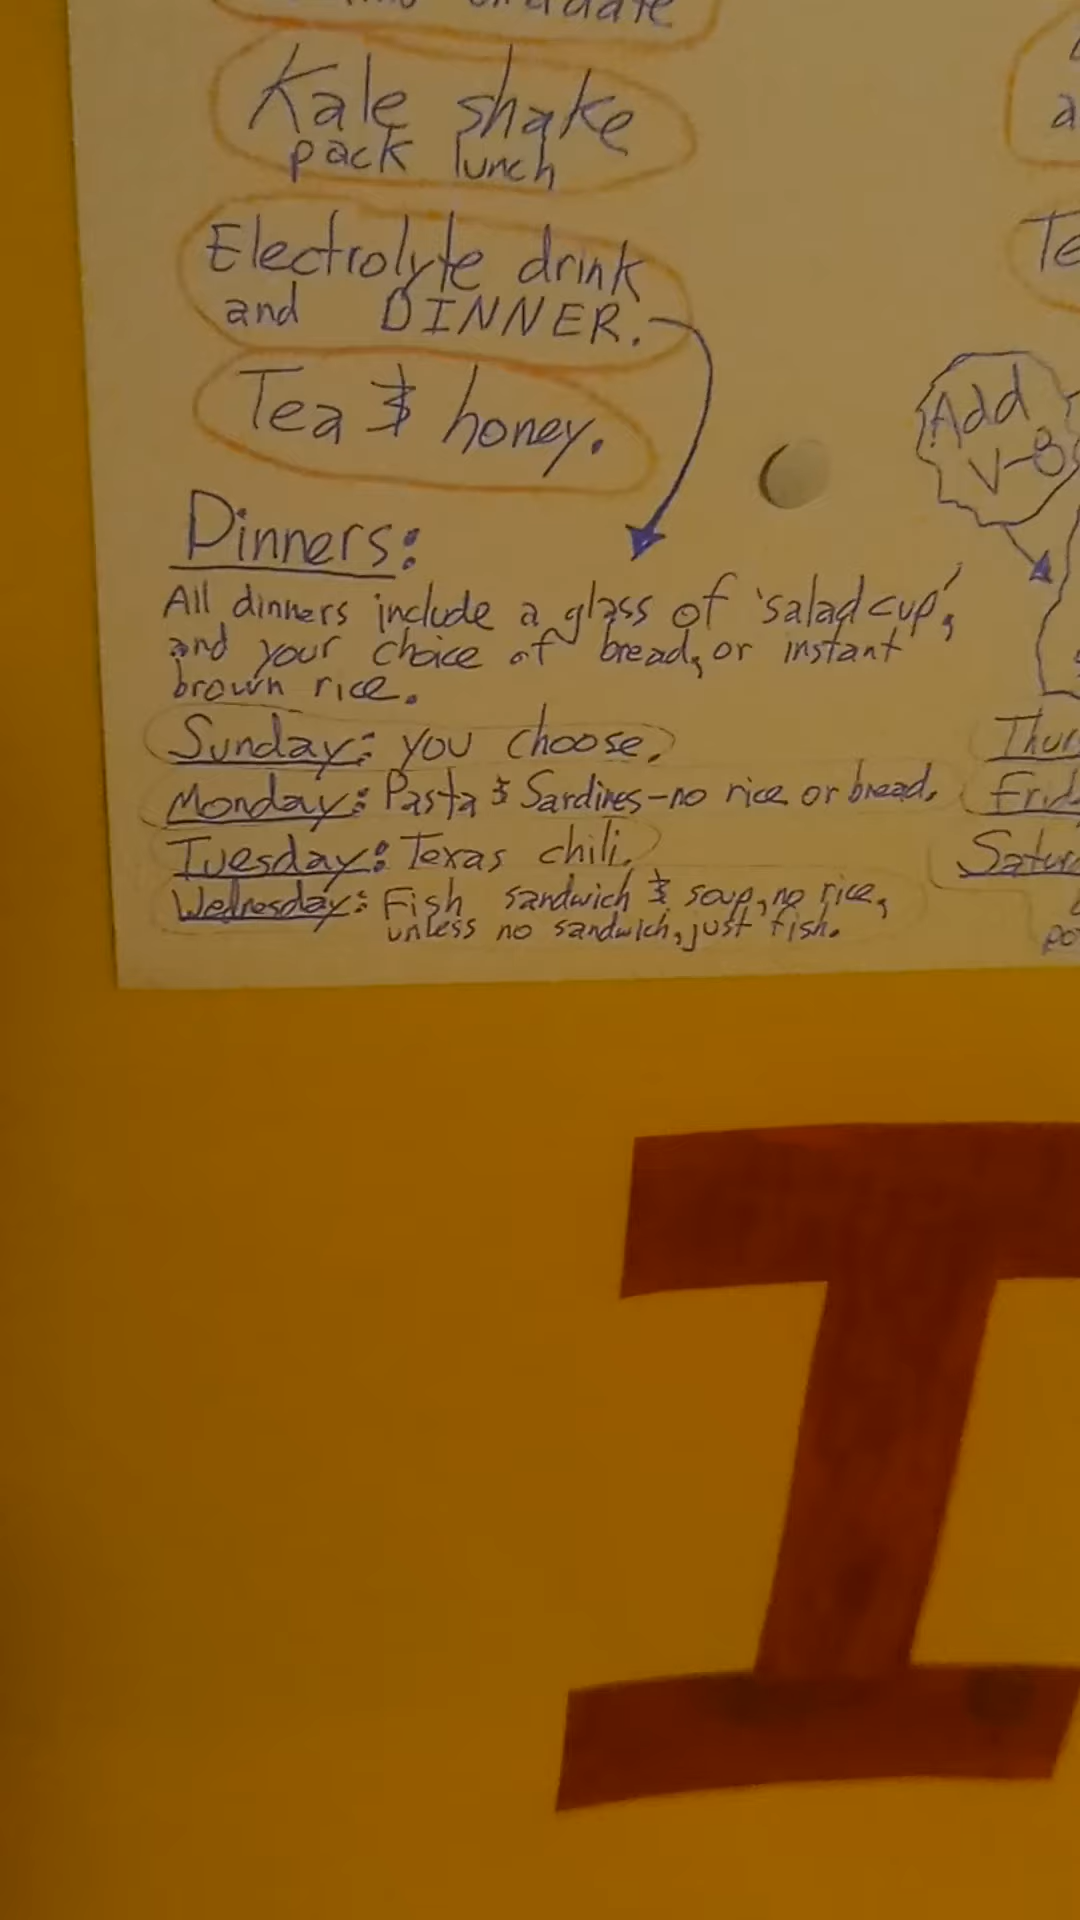 Kale shake
pack lunch
Electrolyte drink
and DINNER.
Tea & honey.
Add
V-8
Dinners:
All dinners include a glass of 'salad cup',
and your choice of bread, or instant
brown rice.
Sunday: you choose.
Monday: Pasta & Sardines-no rice or bread.
Tuesday: Texas chili.
Wednesday: Fish sandwich & soup, no rice,
unless no sandwich, just fish.
I